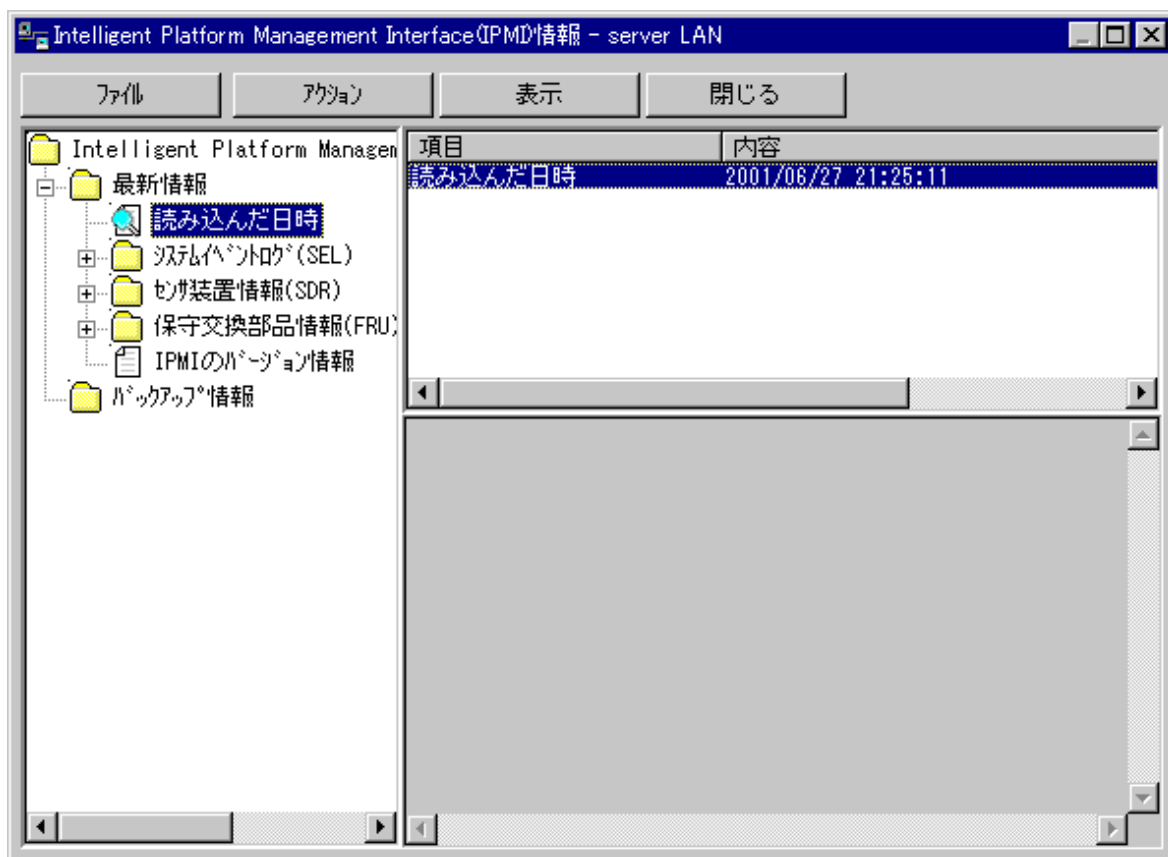 Intelligent Platform Management Interface(IPMI)情報 - server LAN
ファイル アクション 表示 閉じる
Intelligent Platform Managem
最新情報
読み込んだ日時
システムイベントログ(SEL)
センサ装置情報(SDR)
保守交換部品情報(FRU)
IPMIのバージョン情報
バックアップ情報
項目 内容
読み込んだ日時 2001/06/27 21:25:11